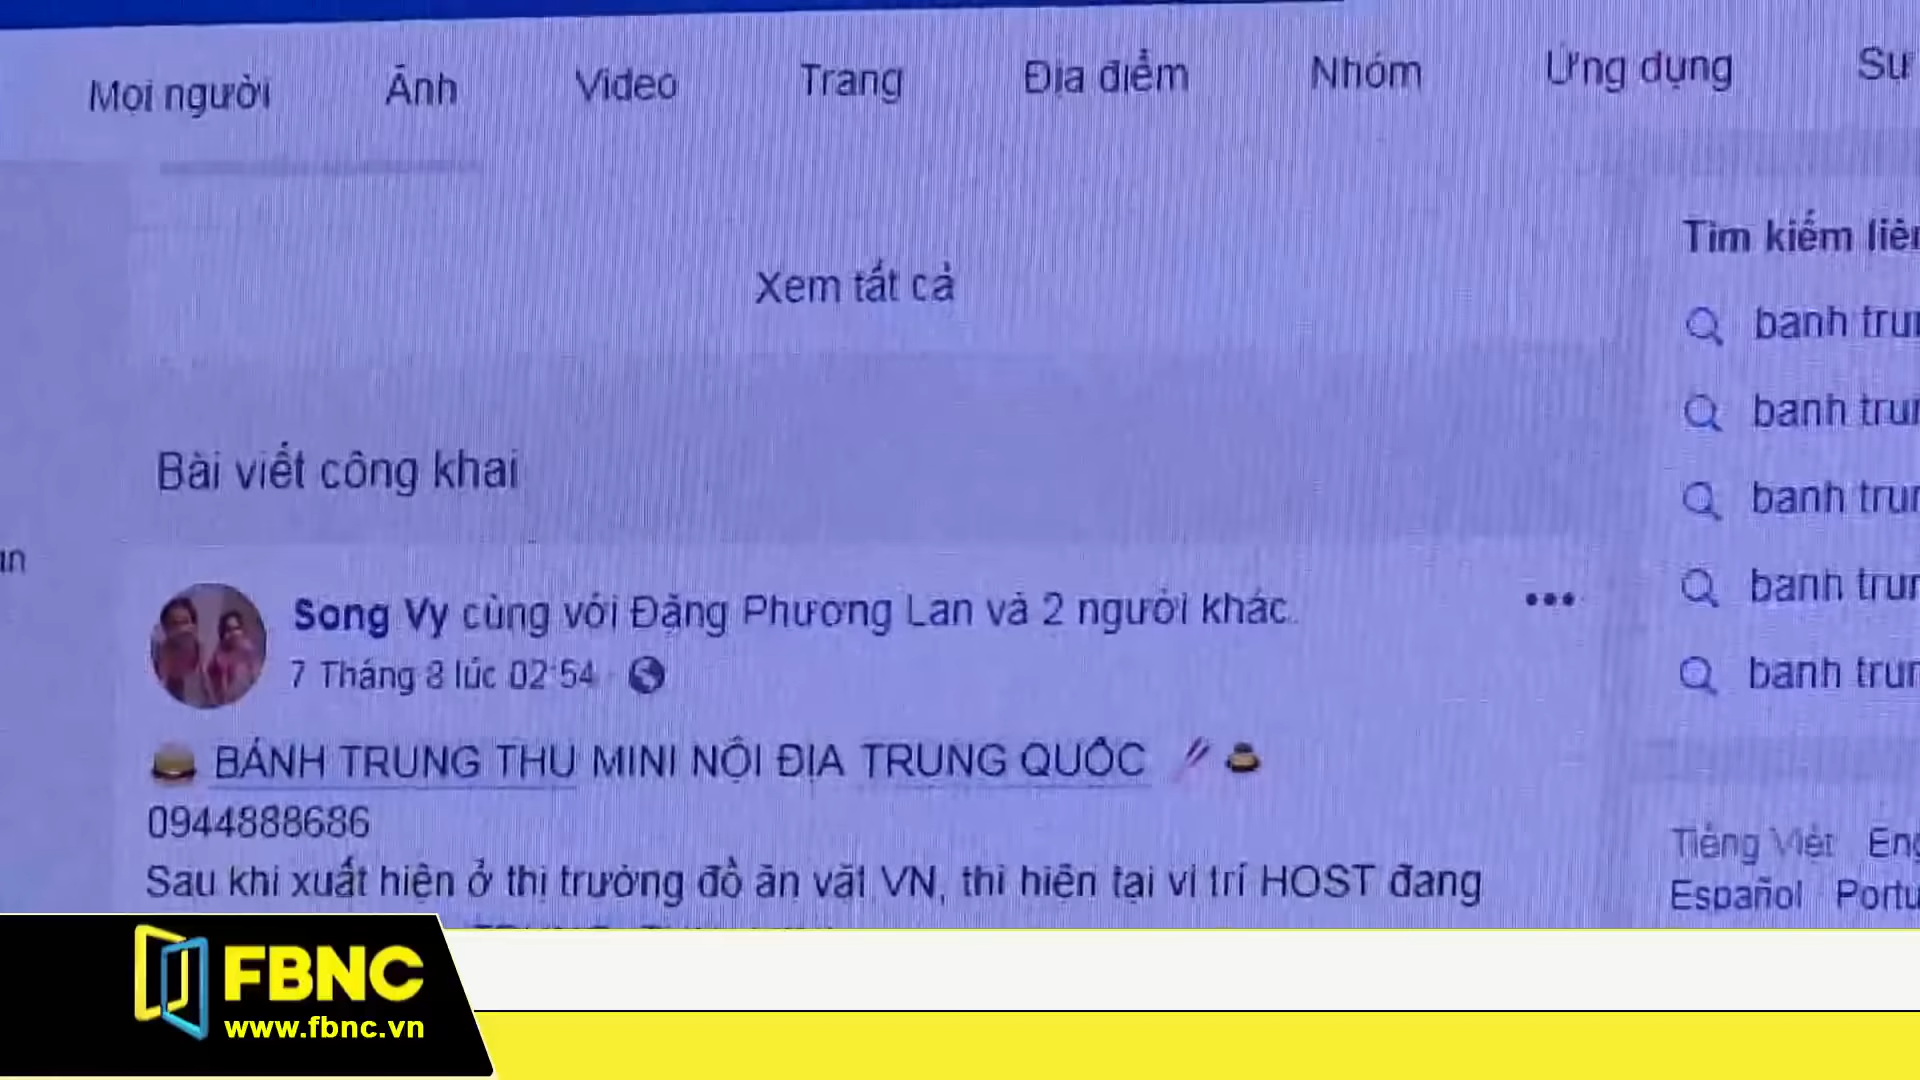 Mọi người Ảnh Video Trang Địa điểm Nhóm Ứng dụng Sự
Xem tất cả
Tìm kiếm liên
banh trun
banh trun
banh trun
banh trun
banh trun
Bài viết công khai
Song Vy cùng với Đặng Phương Lan và 2 người khác.
7 Tháng 8 lúc 02:54
BÁNH TRUNG THU MINI NỘI ĐỊA TRUNG QUỐC
0944888686
Sau khi xuất hiện ở thị trường đồ ăn vặt VN, thì hiện tại vị trí HOST đang
Tiếng Việt Eng
Español Portu
FBNC
www.fbnc.vn